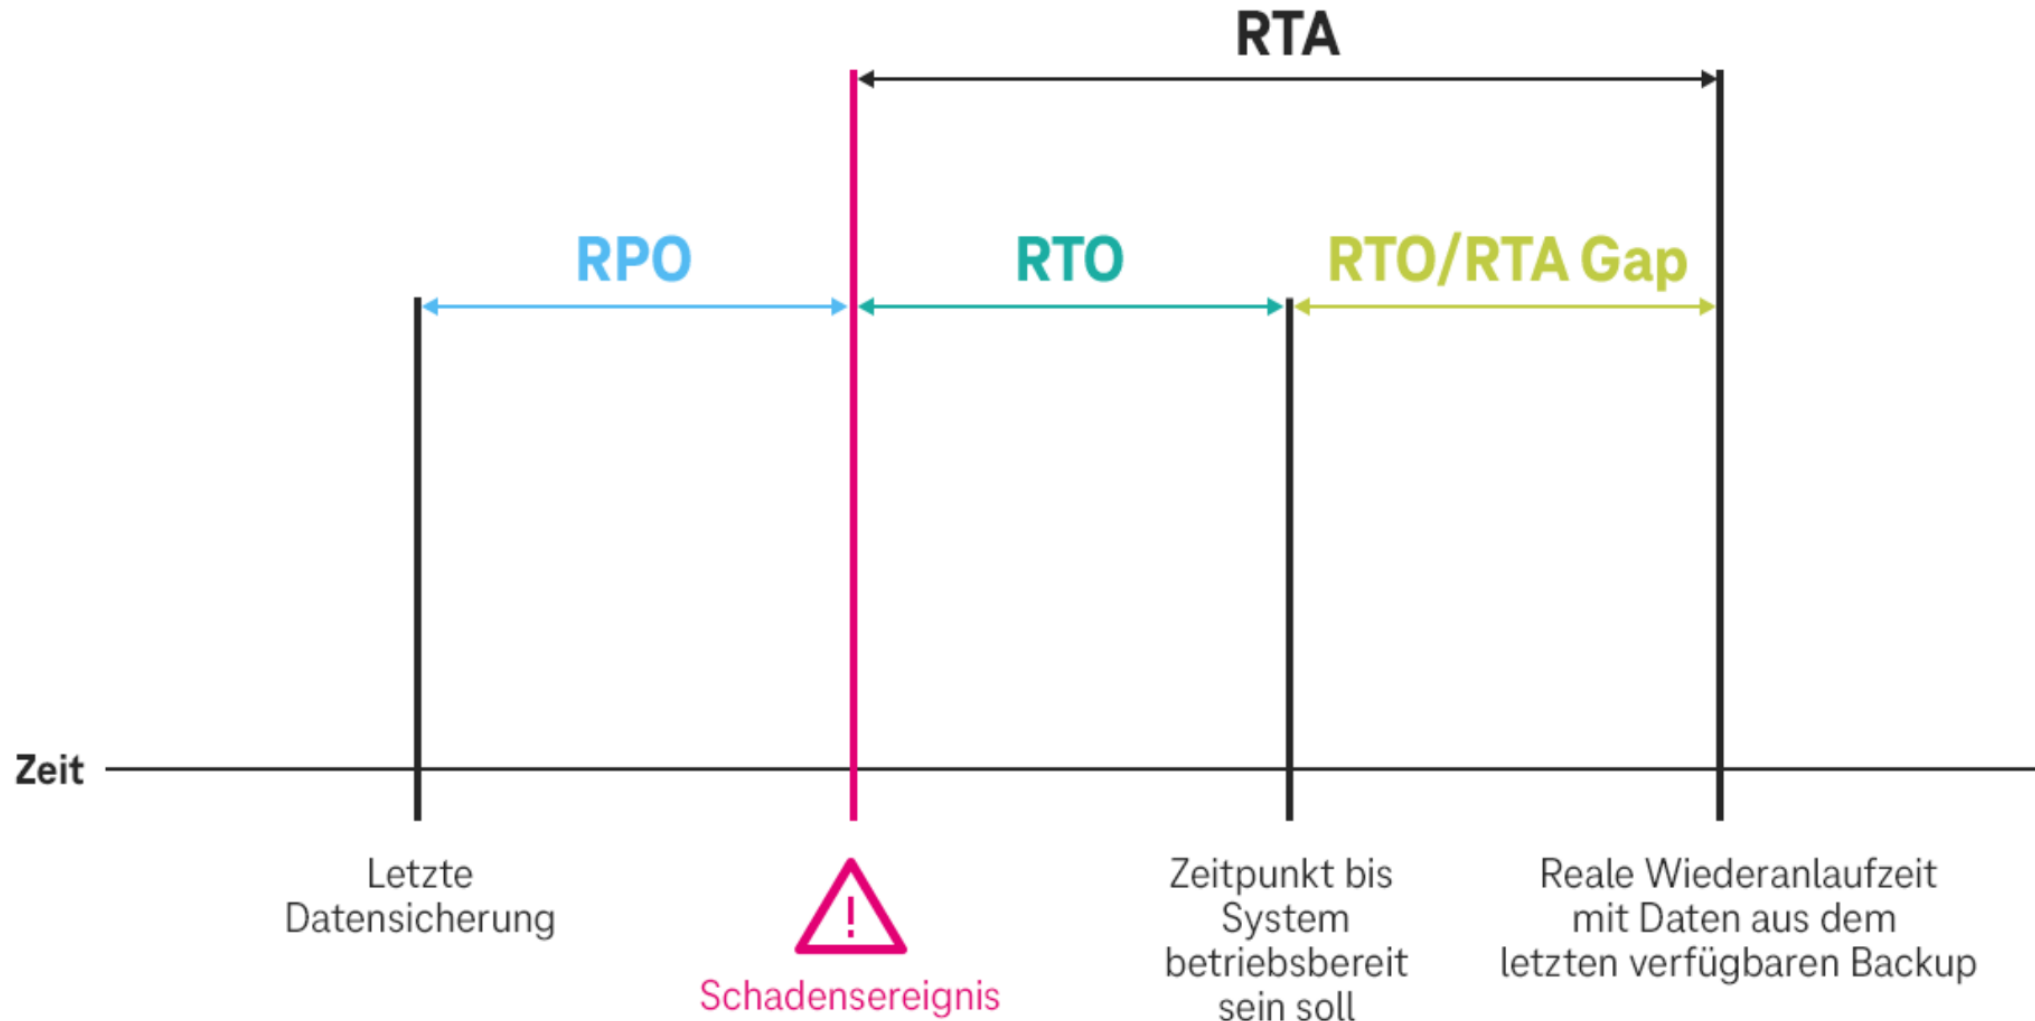 RTA
RPO
RTO
RTO/RTA Gap
Zeit
Letzte
Datensicherung
!
Schadensereignis
Zeitpunkt bis
System
betriebsbereit
sein soll
Reale Wiederanlaufzeit
mit Daten aus dem
letzten verfügbaren Backup